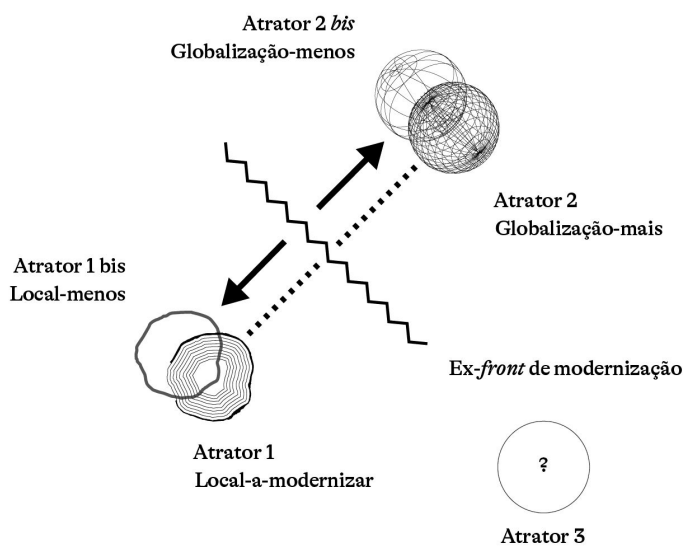 Atrator 2 bis
Globalização-menos
Atrator 2
Globalização-mais
Atrator 1 bis
Local-menos
Ex-front de modernização
Atrator 1
Local-a-modernizar
?
Atrator 3